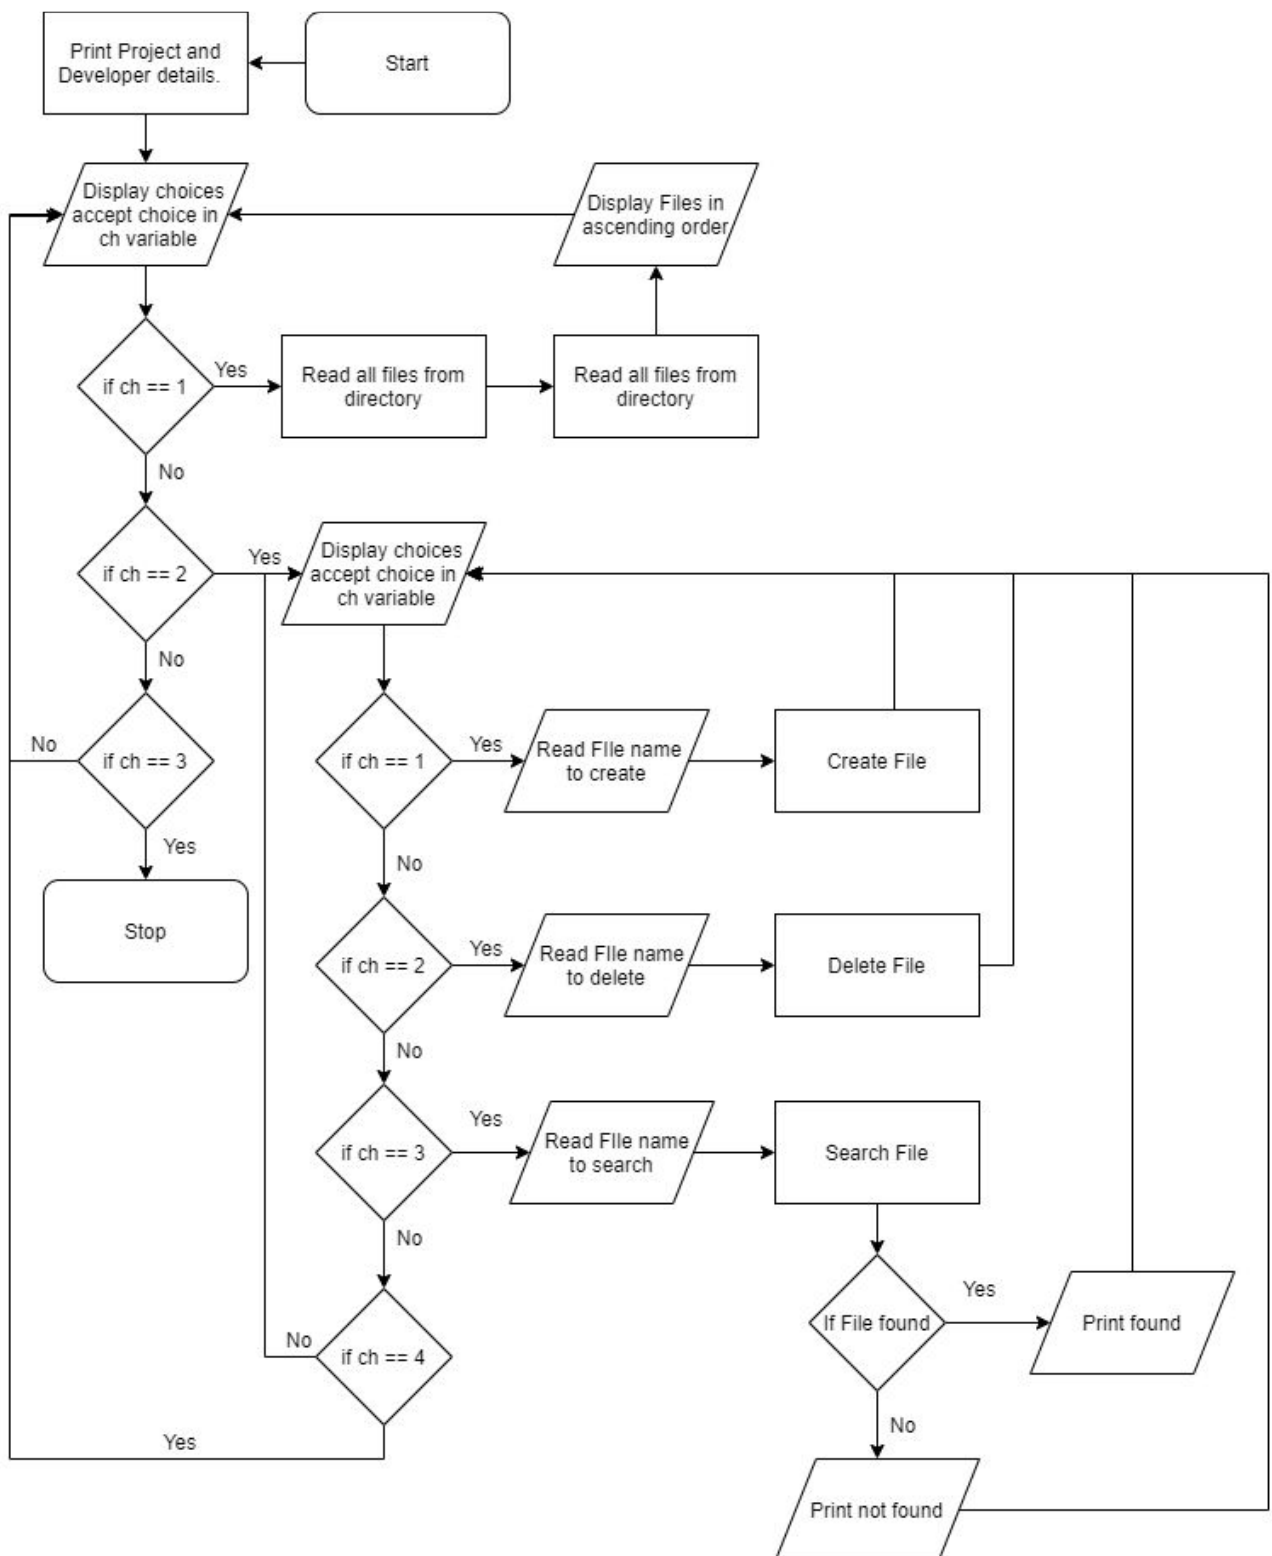 Print Project and
Developer details.
Start
Display choices
accept choice in
ch variable
Display Files in
ascending order
if ch == 1
Yes
Read all files from
directory
Read all files from
directory
No
if ch == 2
Yes
Display choices
accept choice in
ch variable
No
No
if ch == 3
Yes
Stop
if ch == 1
Yes
Read FIle name
to create
Create File
No
if ch == 2
Yes
Read FIle name
to delete
Delete File
No
if ch == 3
Yes
Read FIle name
to search
Search File
No
No
if ch == 4
Yes
If File found
Yes
Print found
No
Print not found